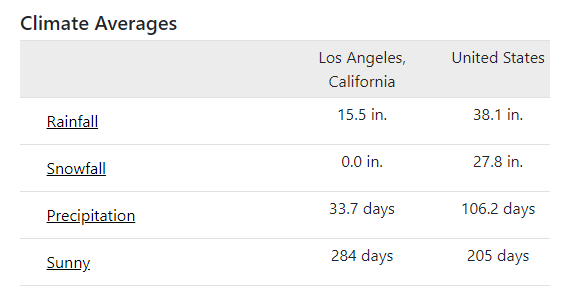 Climate Averages
Los Angeles, California United States
Rainfall 15.5 in. 38.1 in.
Snowfall 0.0 in. 27.8 in.
Precipitation 33.7 days 106.2 days
Sunny 284 days 205 days